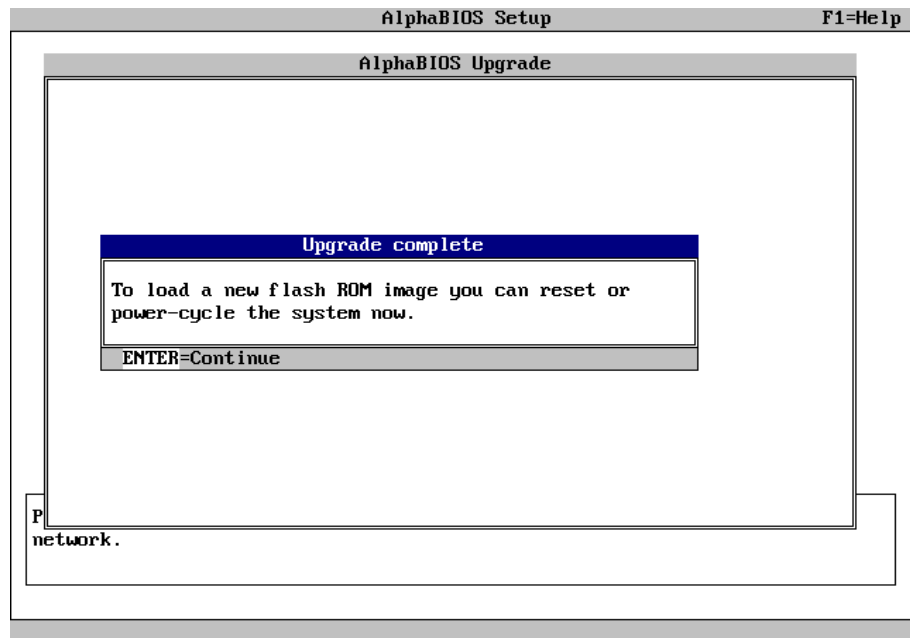 AlphaBIOS Setup F1=Help
AlphaBIOS Upgrade
Upgrade complete
To load a new flash ROM image you can reset or
power-cycle the system now.
ENTER=Continue
P
network.